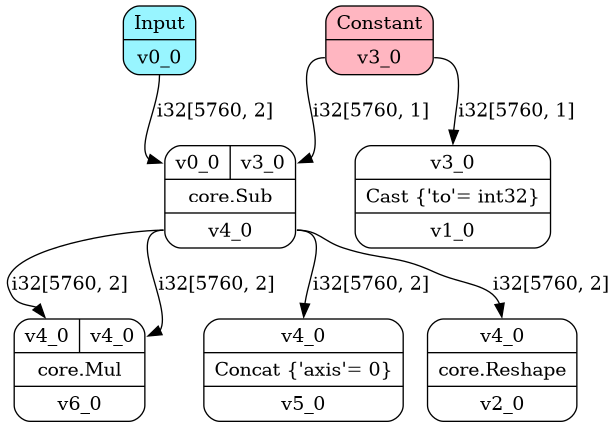 Input
v0_0
Constant
v3_0
i32[5760, 2]
i32[5760, 1]
i32[5760, 1]
v0_0 v3_0
core.Sub
v4_0
v3_0
Cast {'to'= int32}
v1_0
i32[5760, 2]
i32[5760, 2]
i32[5760, 2]
i32[5760, 2]
v4_0 v4_0
core.Mul
v6_0
v4_0
Concat {'axis'= 0}
v5_0
v4_0
core.Reshape
v2_0